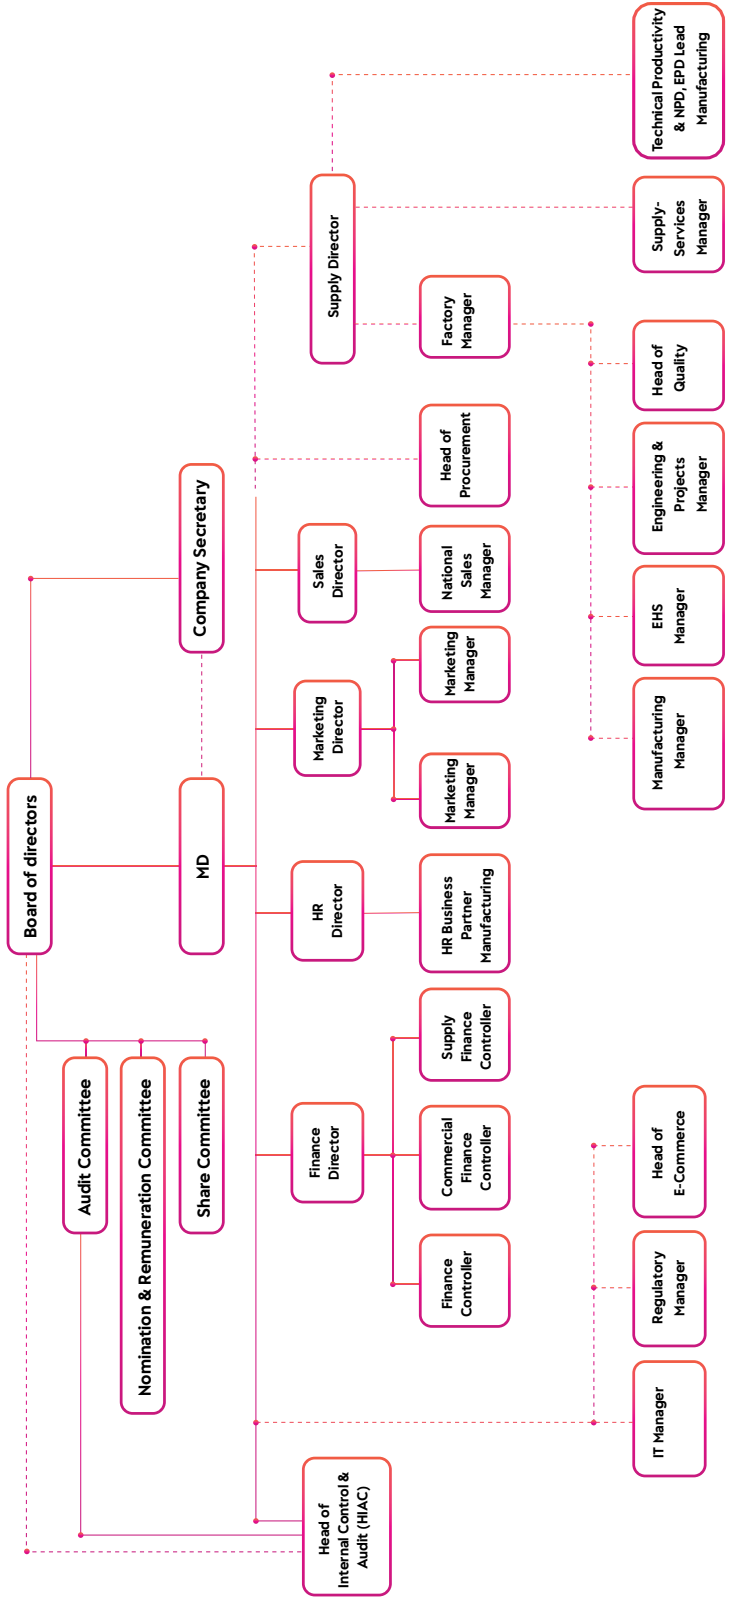 Board of directors
Audit Committee
Nomination & Remuneration Committee
Share Committee
MD
Company Secretary
Head of
Internal Control &
Audit (HIAC)
Finance
Director
HR
Director
Marketing
Director
Sales
Director
Supply Director
Finance
Controller
Commercial
Finance
Controller
Supply
Finance
Controller
HR Business
Partner
Manufacturing
Marketing
Manager
Marketing
Manager
National
Sales
Manager
Head of
Procurement
Factory
Manager
IT Manager
Regulatory
Manager
Head of
E-Commerce
Manufacturing
Manager
EHS
Manager
Engineering &
Projects
Manager
Head of
Quality
Supply-
Services
Manager
Technical Productivity
& NPD, EPD Lead
Manufacturing